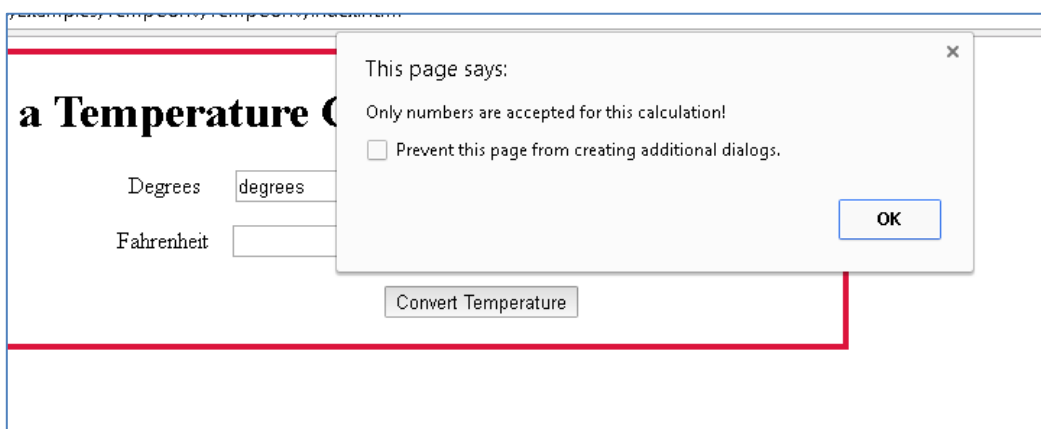 This page says:
a Temperature
Only numbers are accepted for this calculation!
Prevent this page from creating additional dialogs.
Degrees degrees
OK
Fahrenheit
Convert Temperature